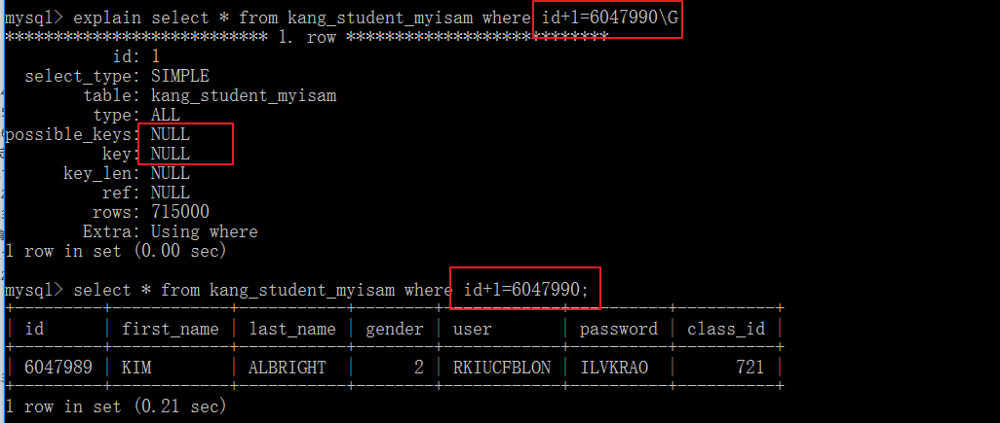 mysql> explain select * from kang_student_myisam where id+1=6047990\G
*************************** 1. row ***************************
id: 1
select_type: SIMPLE
table: kang_student_myisam
type: ALL
possible_keys: NULL
key: NULL
key_len: NULL
ref: NULL
rows: 715000
Extra: Using where
1 row in set (0.00 sec)
mysql> select * from kang_student_myisam where id+1=6047990;
+---------+------------+-----------+--------+------------+----------+----------+
| id | first_name | last_name | gender | user | password | class_id |
+---------+------------+-----------+--------+------------+----------+----------+
| 6047989 | KIM | ALBRIGHT | 2 | RKIUCFBLON | ILVKRAO | 721 |
+---------+------------+-----------+--------+------------+----------+----------+
1 row in set (0.21 sec)